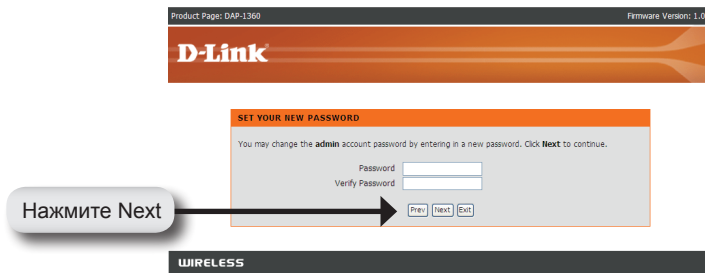 Product Page: DAP-1360 Firmware Version: 1.0
D-Link
SET YOUR NEW PASSWORD
You may change the admin account password by entering in a new password. Click Next to continue.
Password
Verify Password
Нажмите Next
Prev Next Exit
WIRELESS